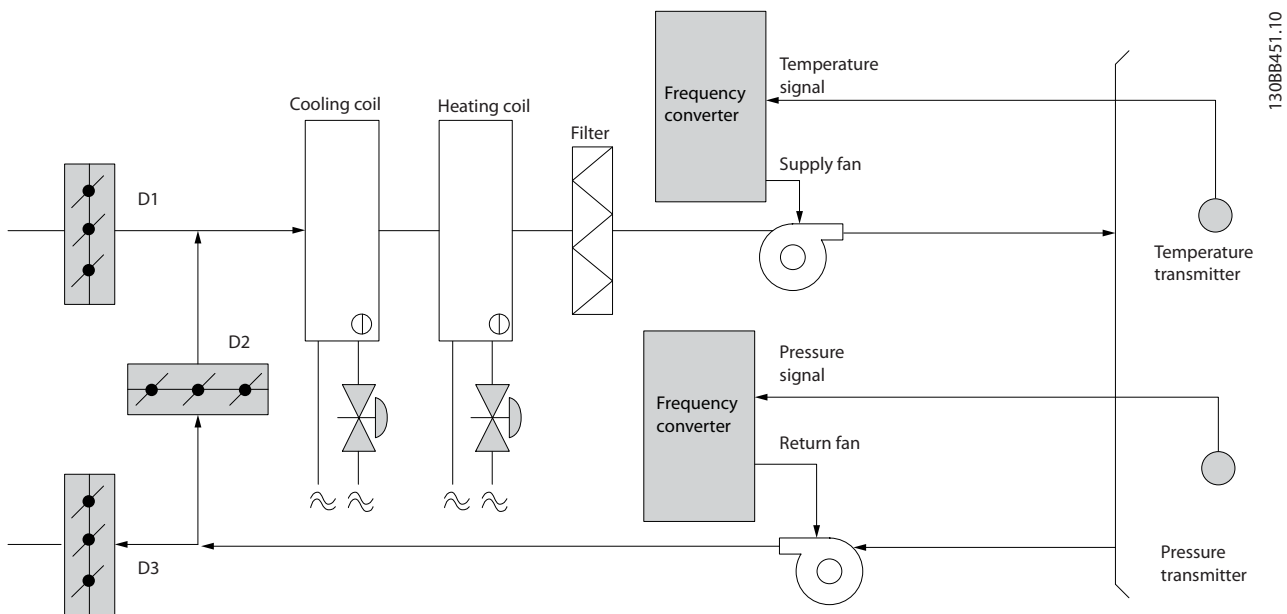 130BB451.10
Temperature
signal
Frequency
converter
Cooling coil
Heating coil
Filter
Supply fan
D1
Temperature
transmitter
D2
Pressure
signal
Frequency
converter
Return fan
D3
Pressure
transmitter